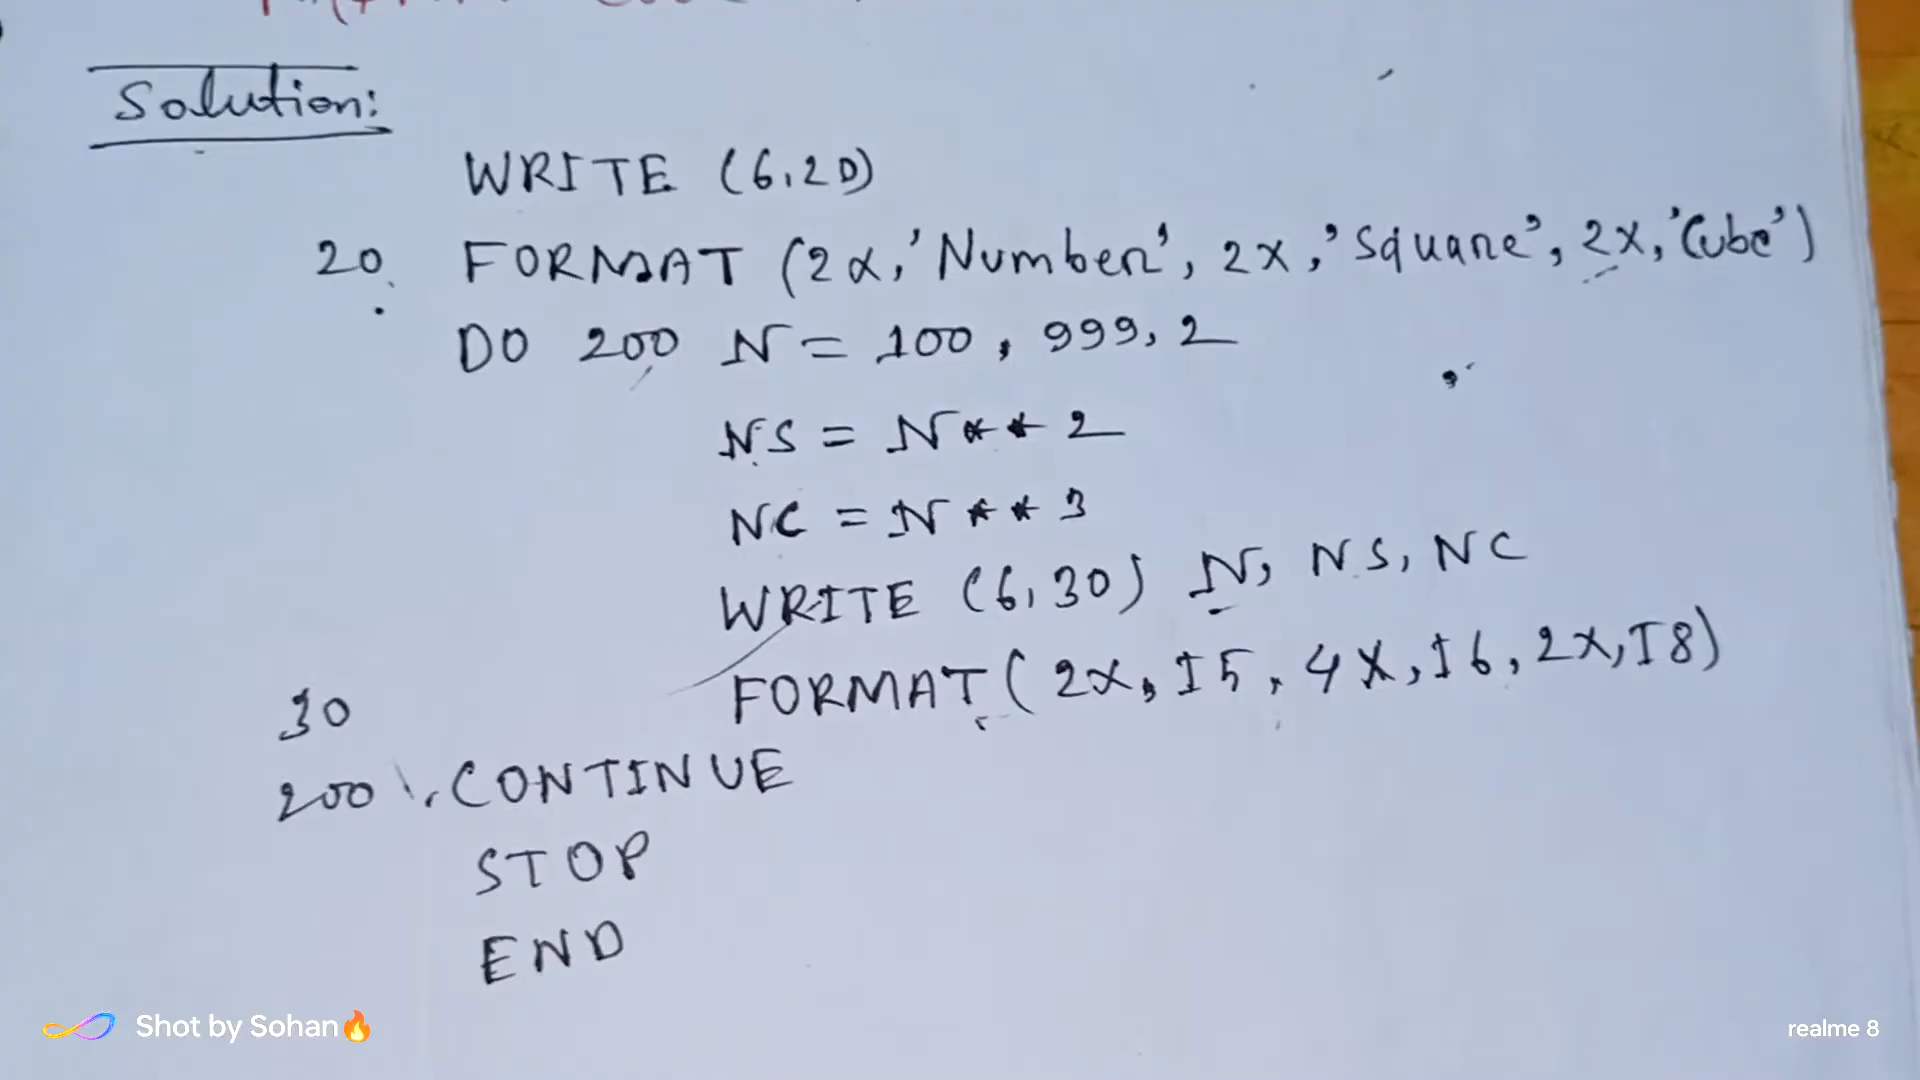 Solution:
WRITE (6,20)
20 FORMAT (2X,'Number', 2X,'Square', 2X,'Cube')
DO 200 N = 100, 999, 2
NS = N**2
NC = N**3
WRITE (6,30) N, NS, NC
30 FORMAT (2X, I5, 4X, I6, 2X, I8)
200 CONTINUE
STOP
END
Shot by Sohan🔥
realme 8